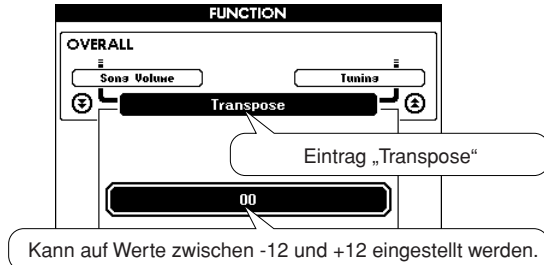 FUNCTION
OVERALL
Song Volume
Tuning
Transpose
Eintrag „Transpose“
00
Kann auf Werte zwischen -12 und +12 eingestellt werden.